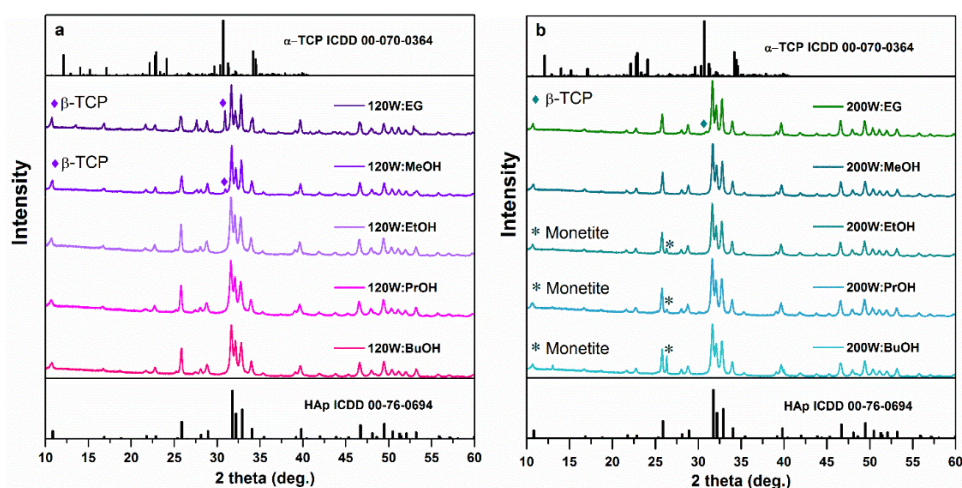 a
α–TCP ICDD 00-070-0364
♦ β-TCP
♦
120W:EG
♦ β-TCP
♦
120W:MeOH
120W:EtOH
120W:PrOH
120W:BuOH
HAp ICDD 00-76-0694
Intensity
10 15 20 25 30 35 40 45 50 55 60
2 theta (deg.)
b
α–TCP ICDD 00-070-0364
♦ β-TCP
♦
200W:EG
200W:MeOH
* Monetite
*
200W:EtOH
* Monetite
*
200W:PrOH
* Monetite
*
200W:BuOH
HAp ICDD 00-76-0694
Intensity
10 15 20 25 30 35 40 45 50 55 60
2 theta (deg.)